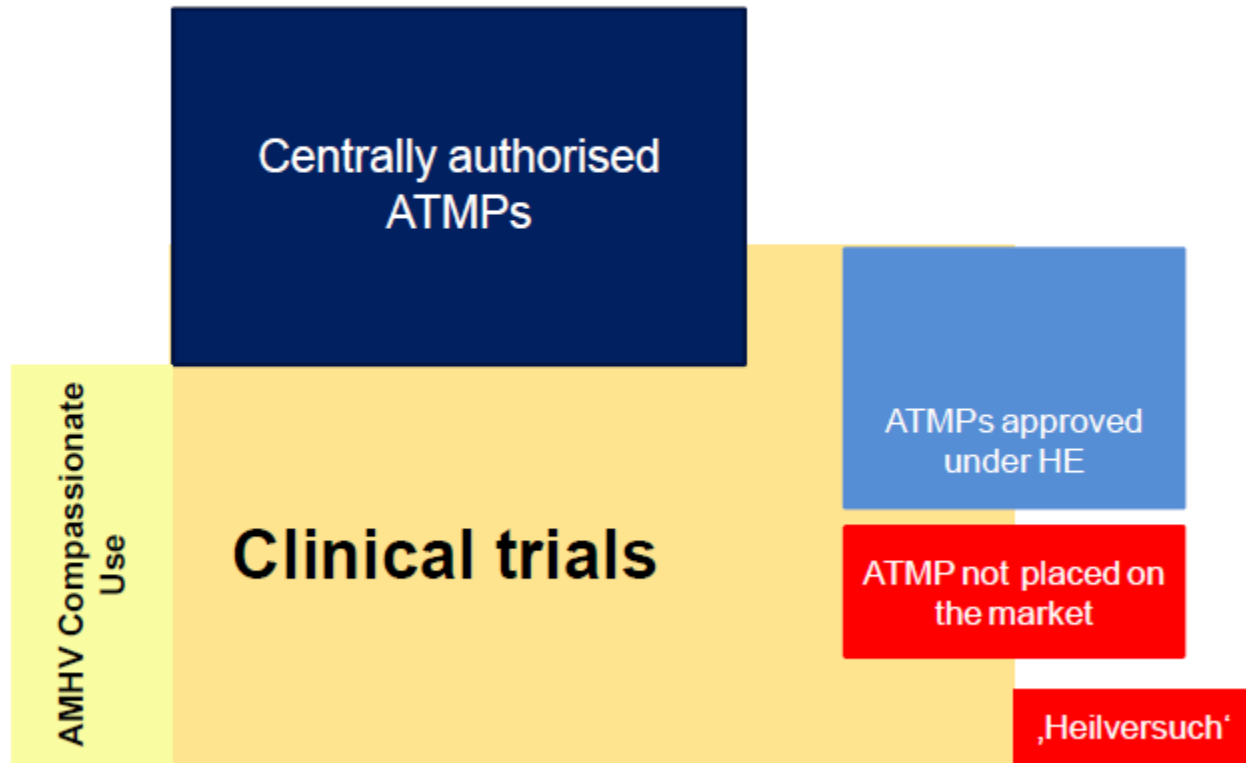 Centrally authorised
ATMPs
ATMPs approved
under HE
AMHV Compassionate
Use
Clinical trials
ATMP not placed on
the market
‚Heilversuch‘